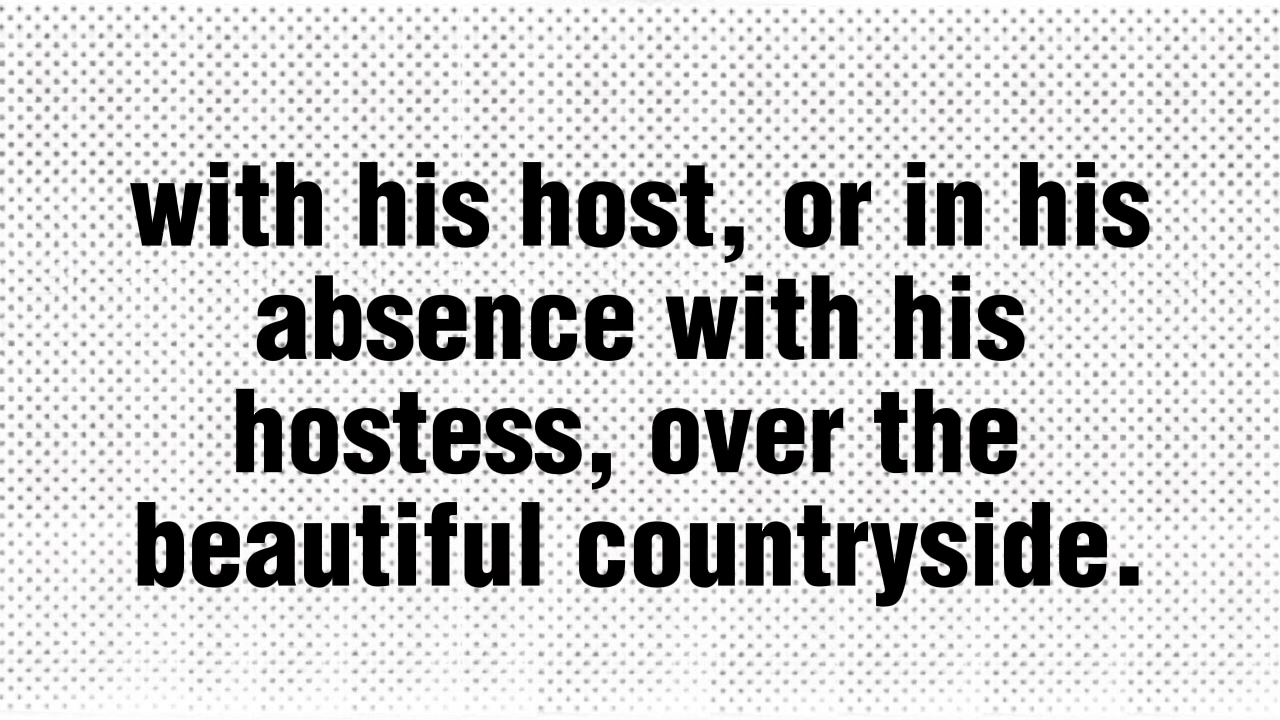 with his host, or in his
absence with his
hostess, over the
beautiful countryside.